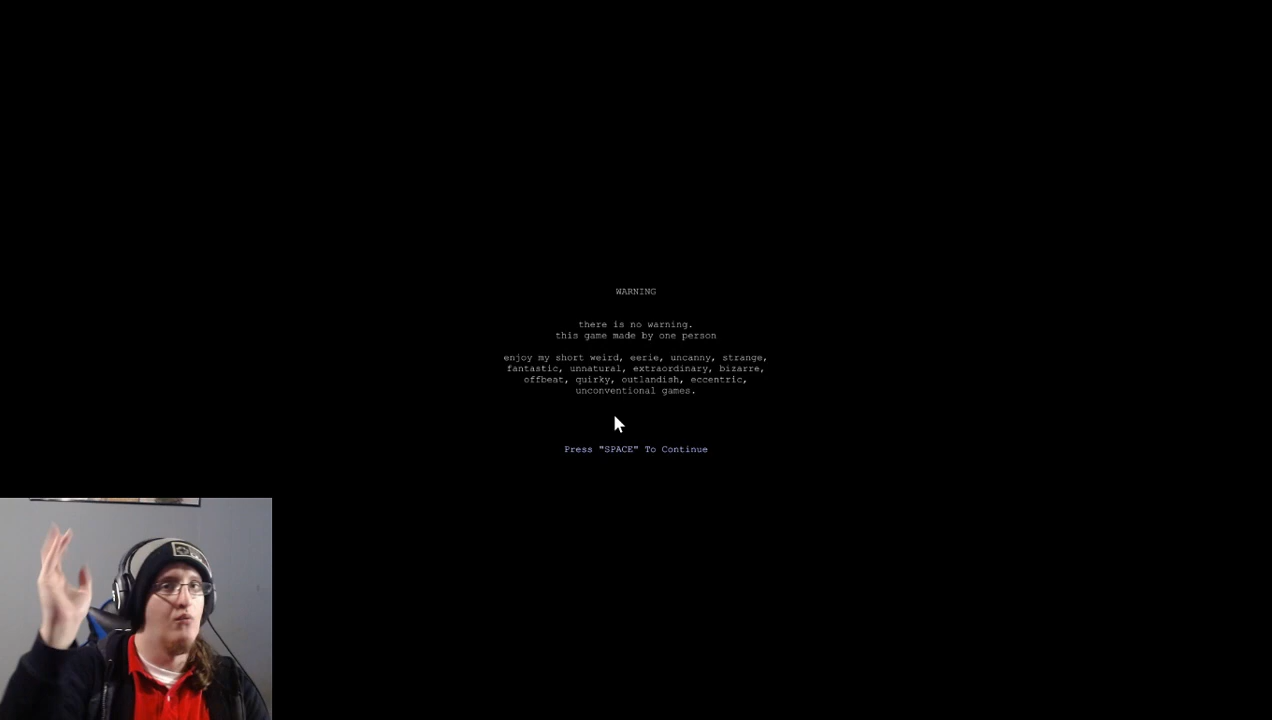 WARNING
there is no warning.
this game made by one person
enjoy my short weird, eerie, uncanny, strange,
fantastic, unnatural, extraordinary, bizarre,
offbeat, quirky, outlandish, eccentric,
unconventional games.
Press "SPACE" To Continue